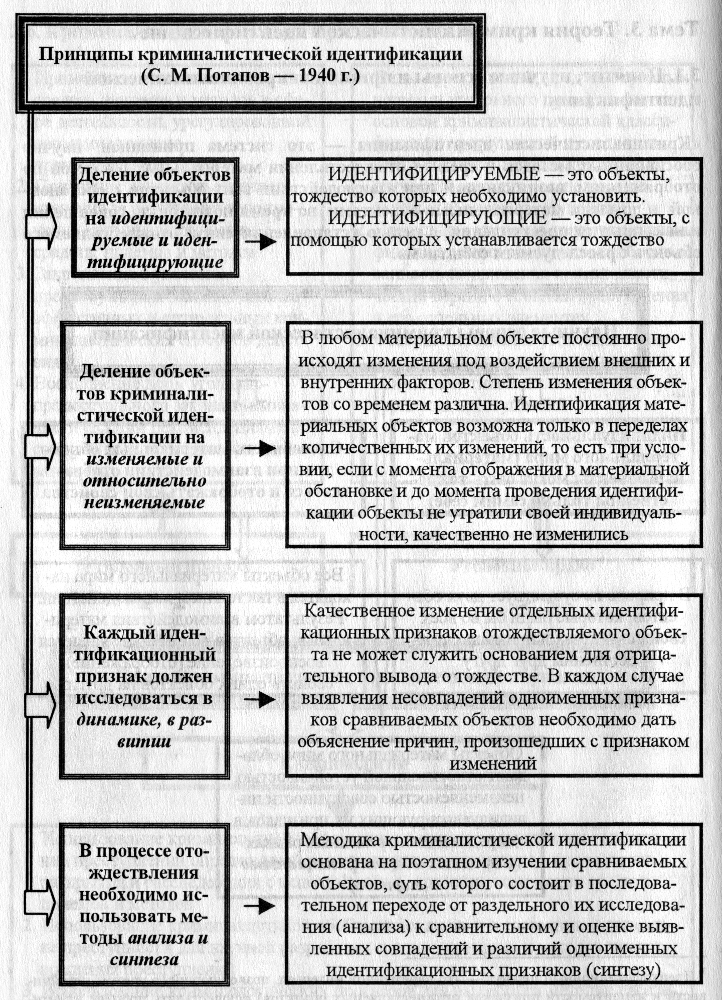 Принципы криминалистической идентификации
(С. М. Потапов — 1940 г.)
Деление объектов
идентификации
на идентифици-
руемые и иден-
тифицирующие
ИДЕНТИФИЦИРУЕМЫЕ — это объекты,
тождество которых необходимо установить.
ИДЕНТИФИЦИРУЮЩИЕ — это объекты, с
помощью которых устанавливается тождество
Деление объек-
тов криминали-
стической иден-
тификации на
изменяемые и
относительно
неизменяемые
В любом материальном объекте постоянно про-
исходят изменения под воздействием внешних и
внутренних факторов. Степень изменения объек-
тов со временем различна. Идентификация мате-
риальных объектов возможна только в переделах
количественных их изменений, то есть при усло-
вии, если с момента отображения в материальной
обстановке и до момента проведения идентифи-
кации объекты не утратили своей индивидуаль-
ности, качественно не изменились
Каждый иден-
тификационный
признак должен
исследоваться в
динамике, в раз-
витии
Качественное изменение отдельных идентифи-
кационных признаков отождествляемого объек-
та не может служить основанием для отрица-
тельного вывода о тождестве. В каждом случае
выявления несовпадений одноименных призна-
ков сравниваемых объектов необходимо дать
объяснение причин, произошедших с признаком
изменений
В процессе ото-
ждествления
необходимо ис-
пользовать ме-
тоды анализа и
синтеза
Методика криминалистической идентификации
основана на поэтапном изучении сравниваемых
объектов, суть которого состоит в последова-
тельном переходе от раздельного их исследова-
ния (анализа) к сравнительному и оценке выяв-
ленных совпадений и различий одноименных
идентификационных признаков (синтезу)